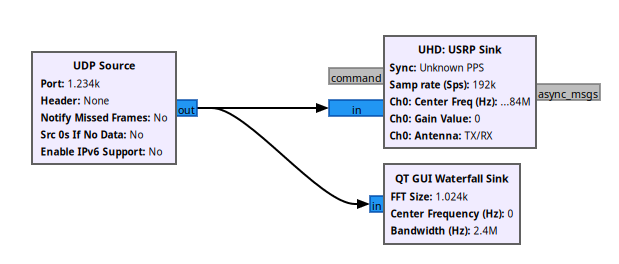 UDP Source
Port: 1.234k
Header: None
Notify Missed Frames: No
Src 0s If No Data: No
Enable IPv6 Support: No
out
command
in
UHD: USRP Sink
Sync: Unknown PPS
Samp rate (Sps): 192k
Ch0: Center Freq (Hz): ...84M
Ch0: Gain Value: 0
Ch0: Antenna: TX/RX
async_msgs
in
QT GUI Waterfall Sink
FFT Size: 1.024k
Center Frequency (Hz): 0
Bandwidth (Hz): 2.4M